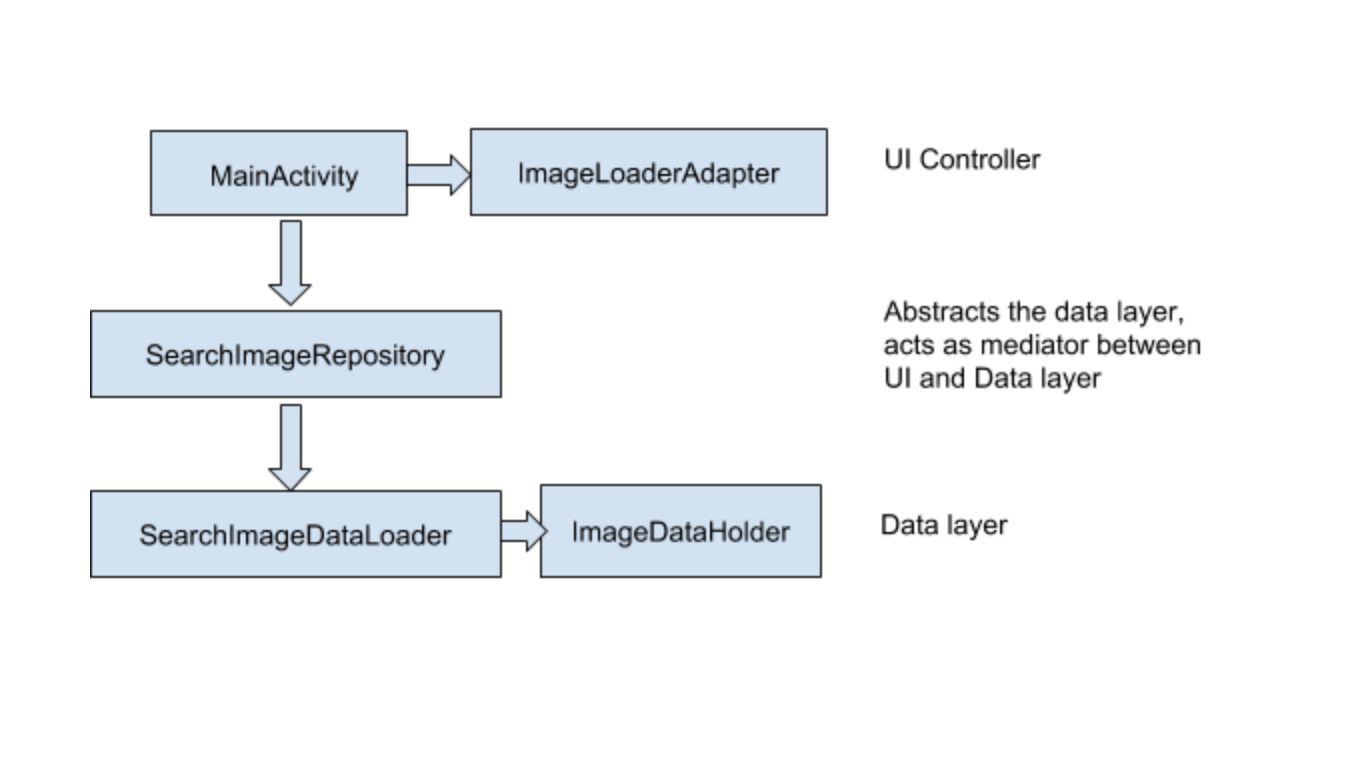 MainActivity
ImageLoaderAdapter
UI Controller
SearchImageRepository
Abstracts the data layer,
acts as mediator between
UI and Data layer
SearchImageDataLoader
ImageDataHolder
Data layer